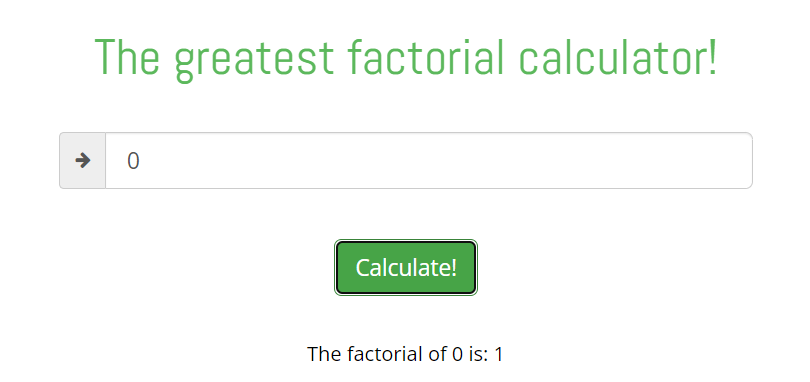 The greatest factorial calculator!
0
Calculate!
The factorial of 0 is: 1